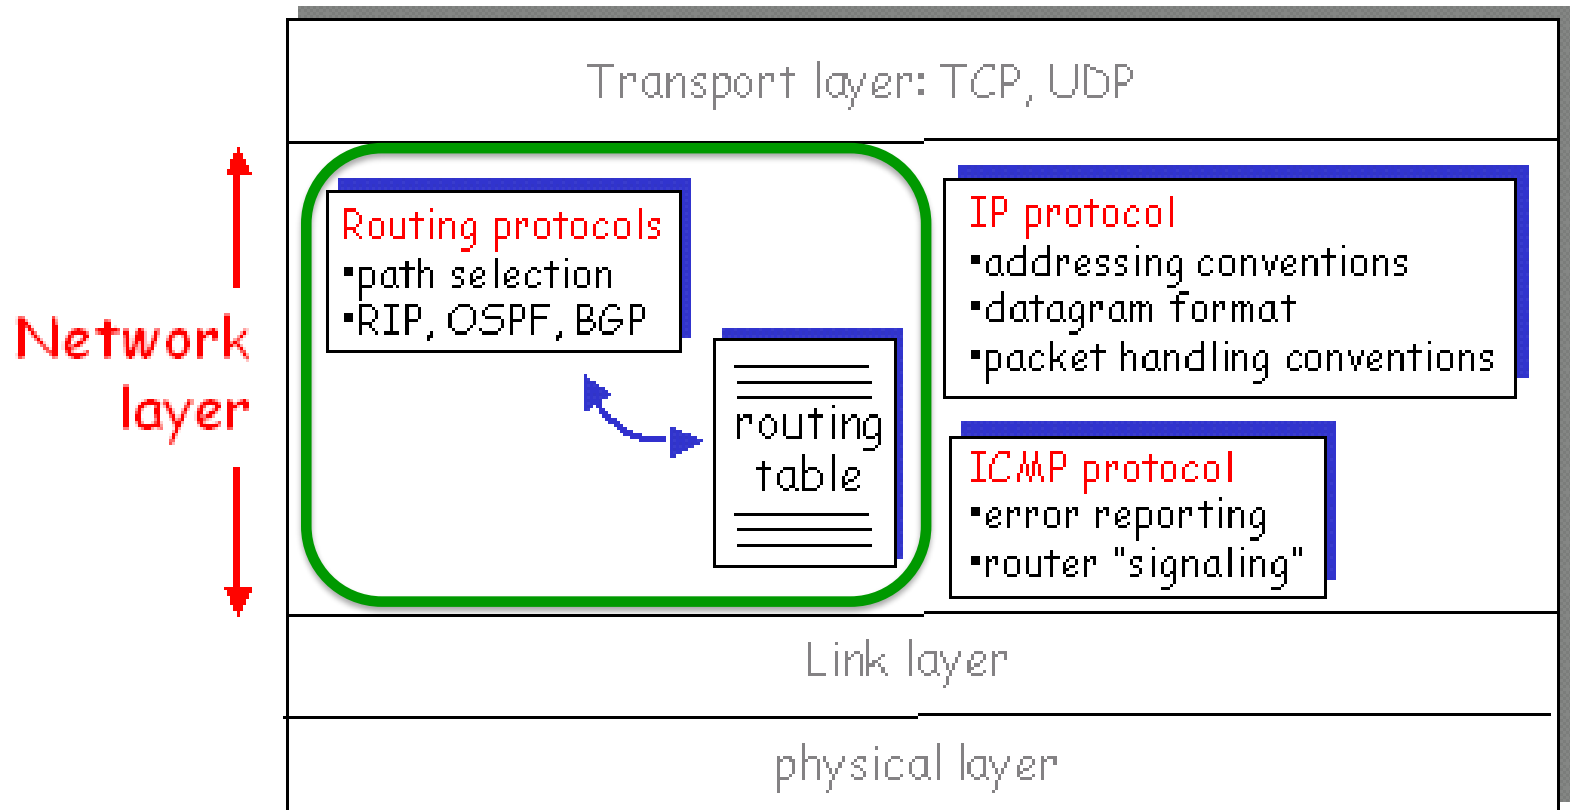 Transport layer: TCP, UDP
Network
layer
Routing protocols
▪path selection
▪RIP, OSPF, BGP
routing
table
IP protocol
▪addressing conventions
▪datagram format
▪packet handling conventions
ICMP protocol
▪error reporting
▪router "signaling"
Link layer
physical layer